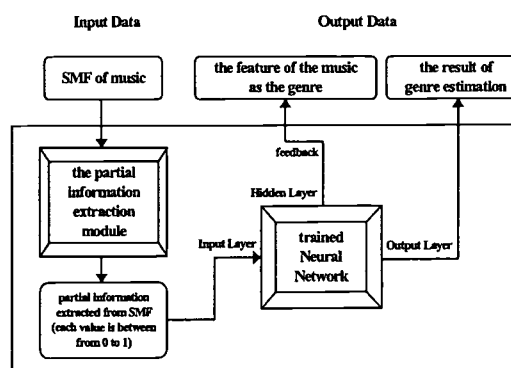 Input Data
Output Data
SMF of music
the feature of the music
as the genre
the result of
genre estimation
feedback
the partial
information
extraction
module
Hidden Layer
Input Layer
trained
Neural
Network
Output Layer
partial information
extracted from SMF
(each value is between
from 0 to 1)